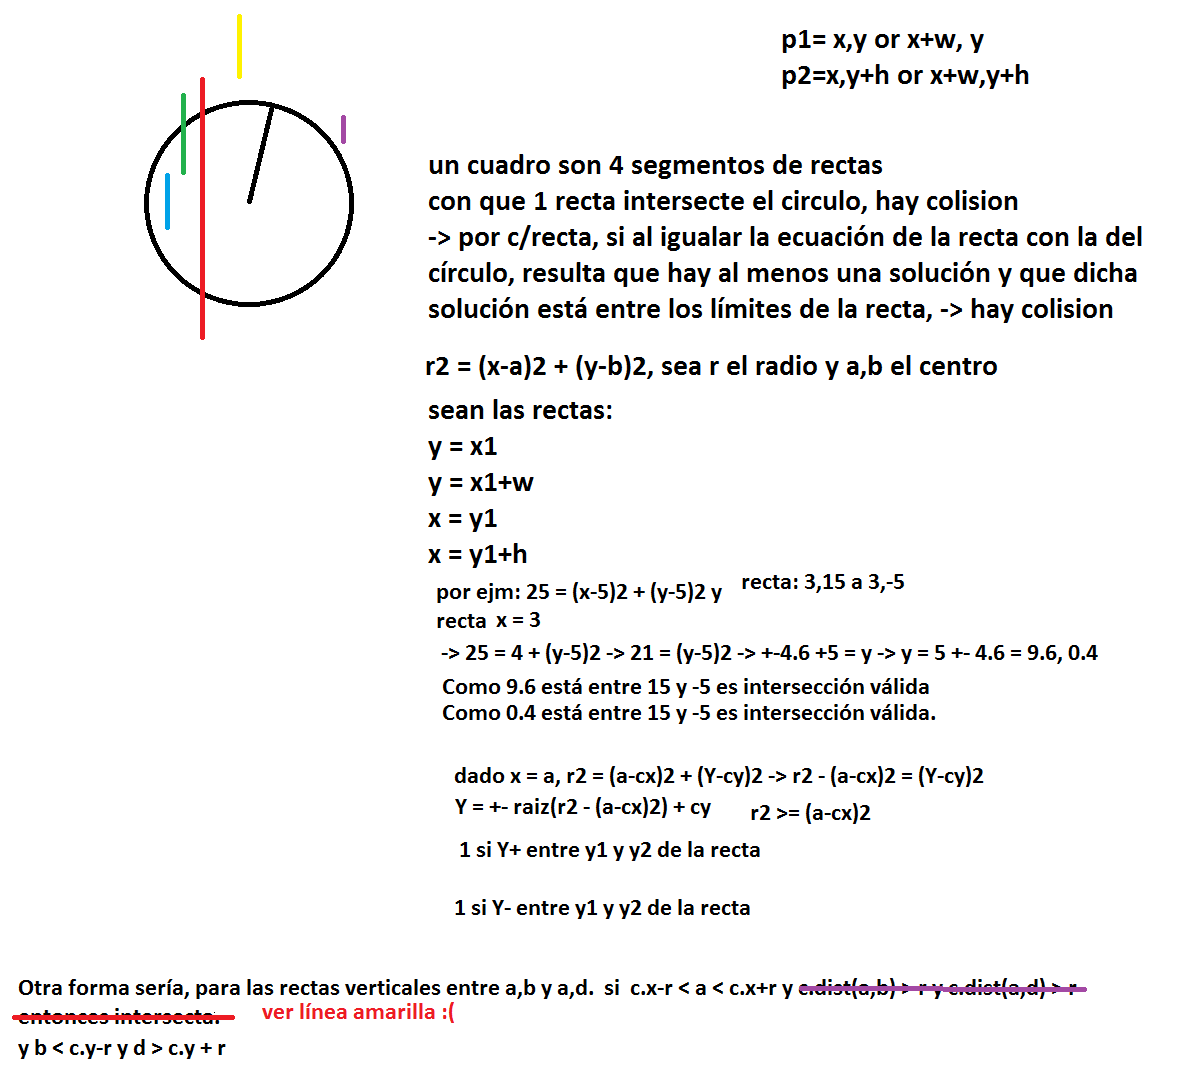 p1= x,y or x+w, y
p2=x,y+h or x+w,y+h
un cuadro son 4 segmentos de rectas
con que 1 recta intersecte el circulo, hay colision
-> por c/recta, si al igualar la ecuación de la recta con la del
círculo, resulta que hay al menos una solución y que dicha
solución está entre los límites de la recta, -> hay colision
r2 = (x-a)2 + (y-b)2, sea r el radio y a,b el centro
sean las rectas:
y = x1
y = x1+w
x = y1
x = y1+h
por ejm: 25 = (x-5)2 + (y-5)2 y recta: 3,15 a 3,-5
recta x = 3
-> 25 = 4 + (y-5)2 -> 21 = (y-5)2 -> +-4.6 +5 = y -> y = 5 +- 4.6 = 9.6, 0.4
Como 9.6 está entre 15 y -5 es intersección válida
Como 0.4 está entre 15 y -5 es intersección válida.
dado x = a, r2 = (a-cx)2 + (Y-cy)2 -> r2 - (a-cx)2 = (Y-cy)2
Y = +- raiz(r2 - (a-cx)2) + cy r2 >= (a-cx)2
1 si Y+ entre y1 y y2 de la recta
1 si Y- entre y1 y y2 de la recta
Otra forma sería, para las rectas verticales entre a,b y a,d. si c.x-r < a < c.x+r y c.dist(a,b) > r y c.dist(a,d) > r
entonces intersecta. ver línea amarilla :(
y b < c.y-r y d > c.y + r